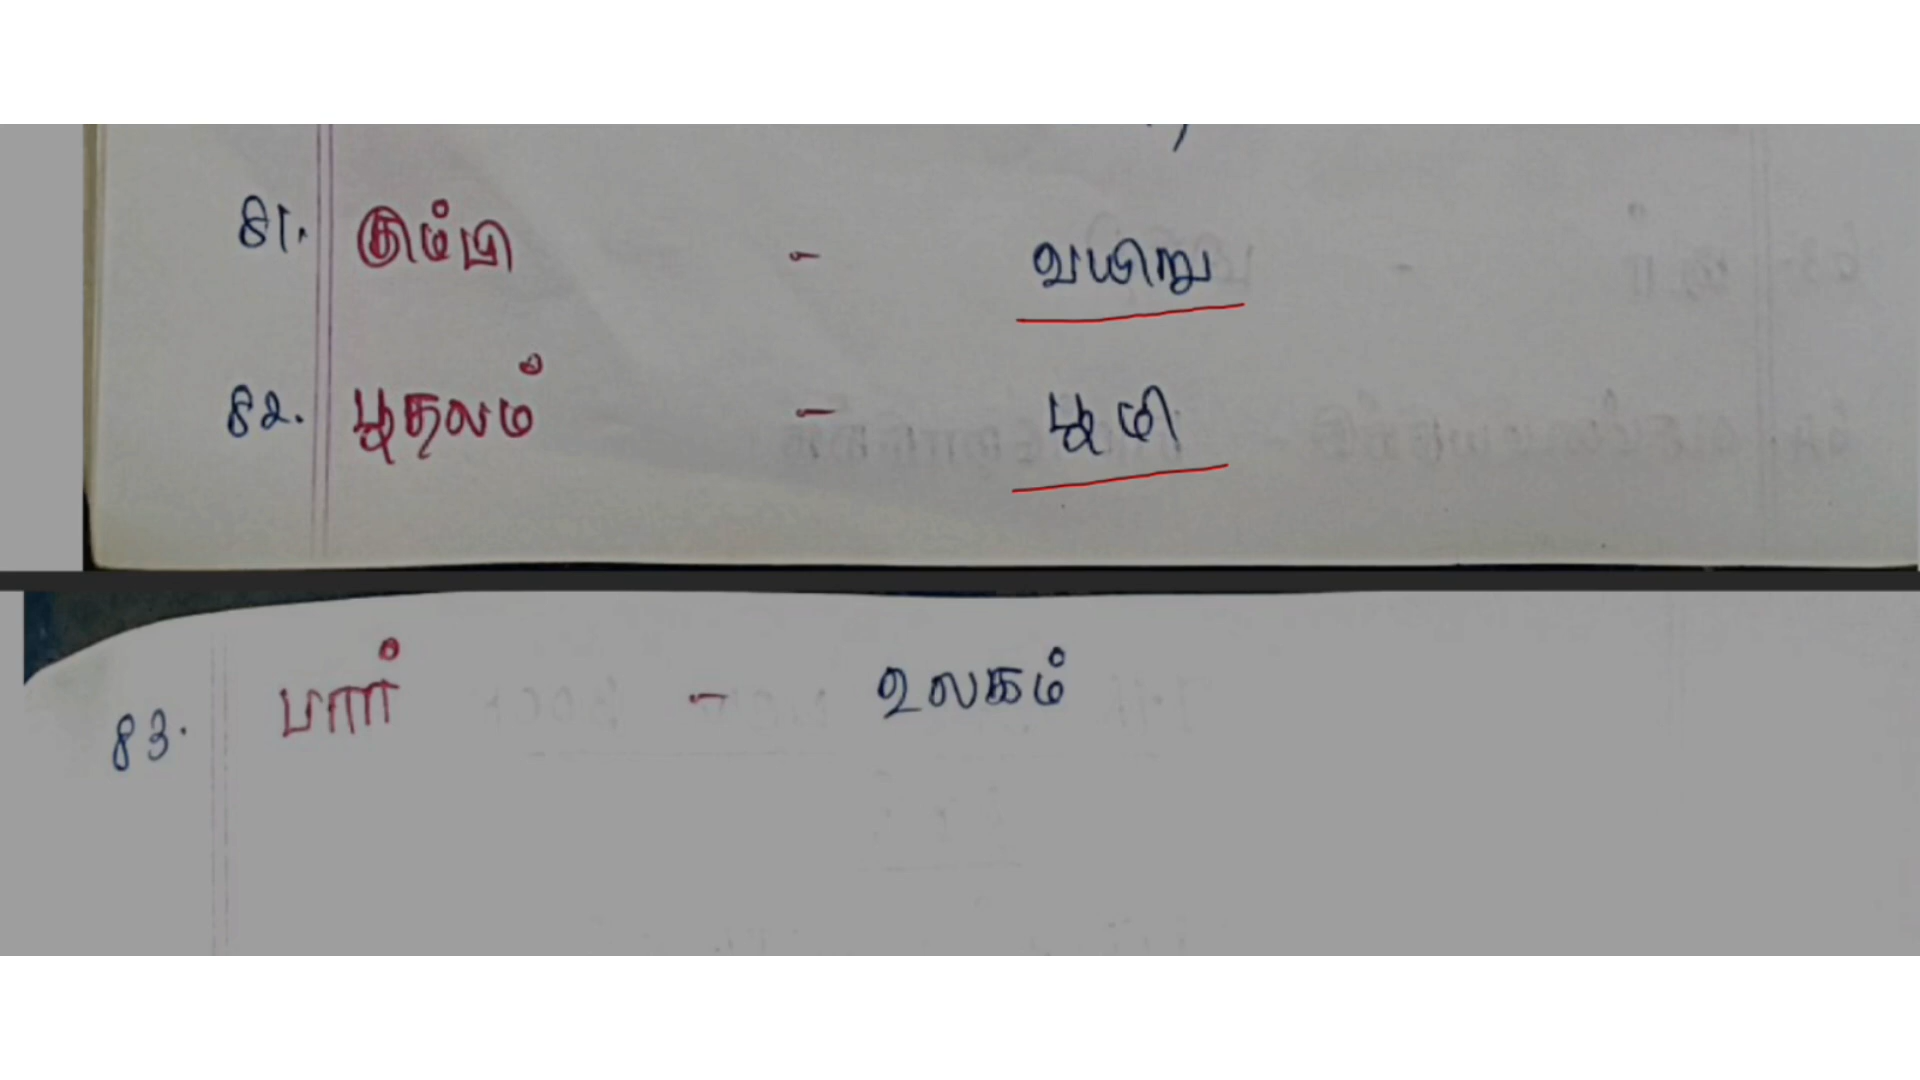 81. கும்பி - வயிறு
82. பூதலம் - பூமி
83. பார் - உலகம்